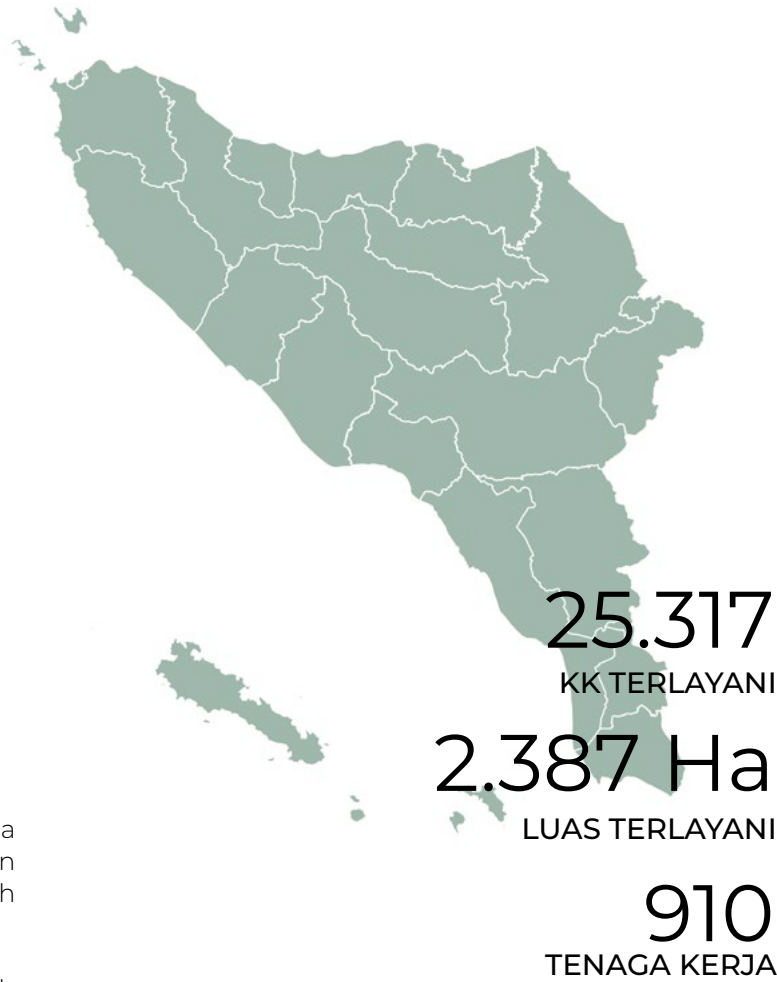 25.317
KK TERLAYANI
2.387 Ha
LUAS TERLAYANI
a
n
h
910
TENAGA KERJA